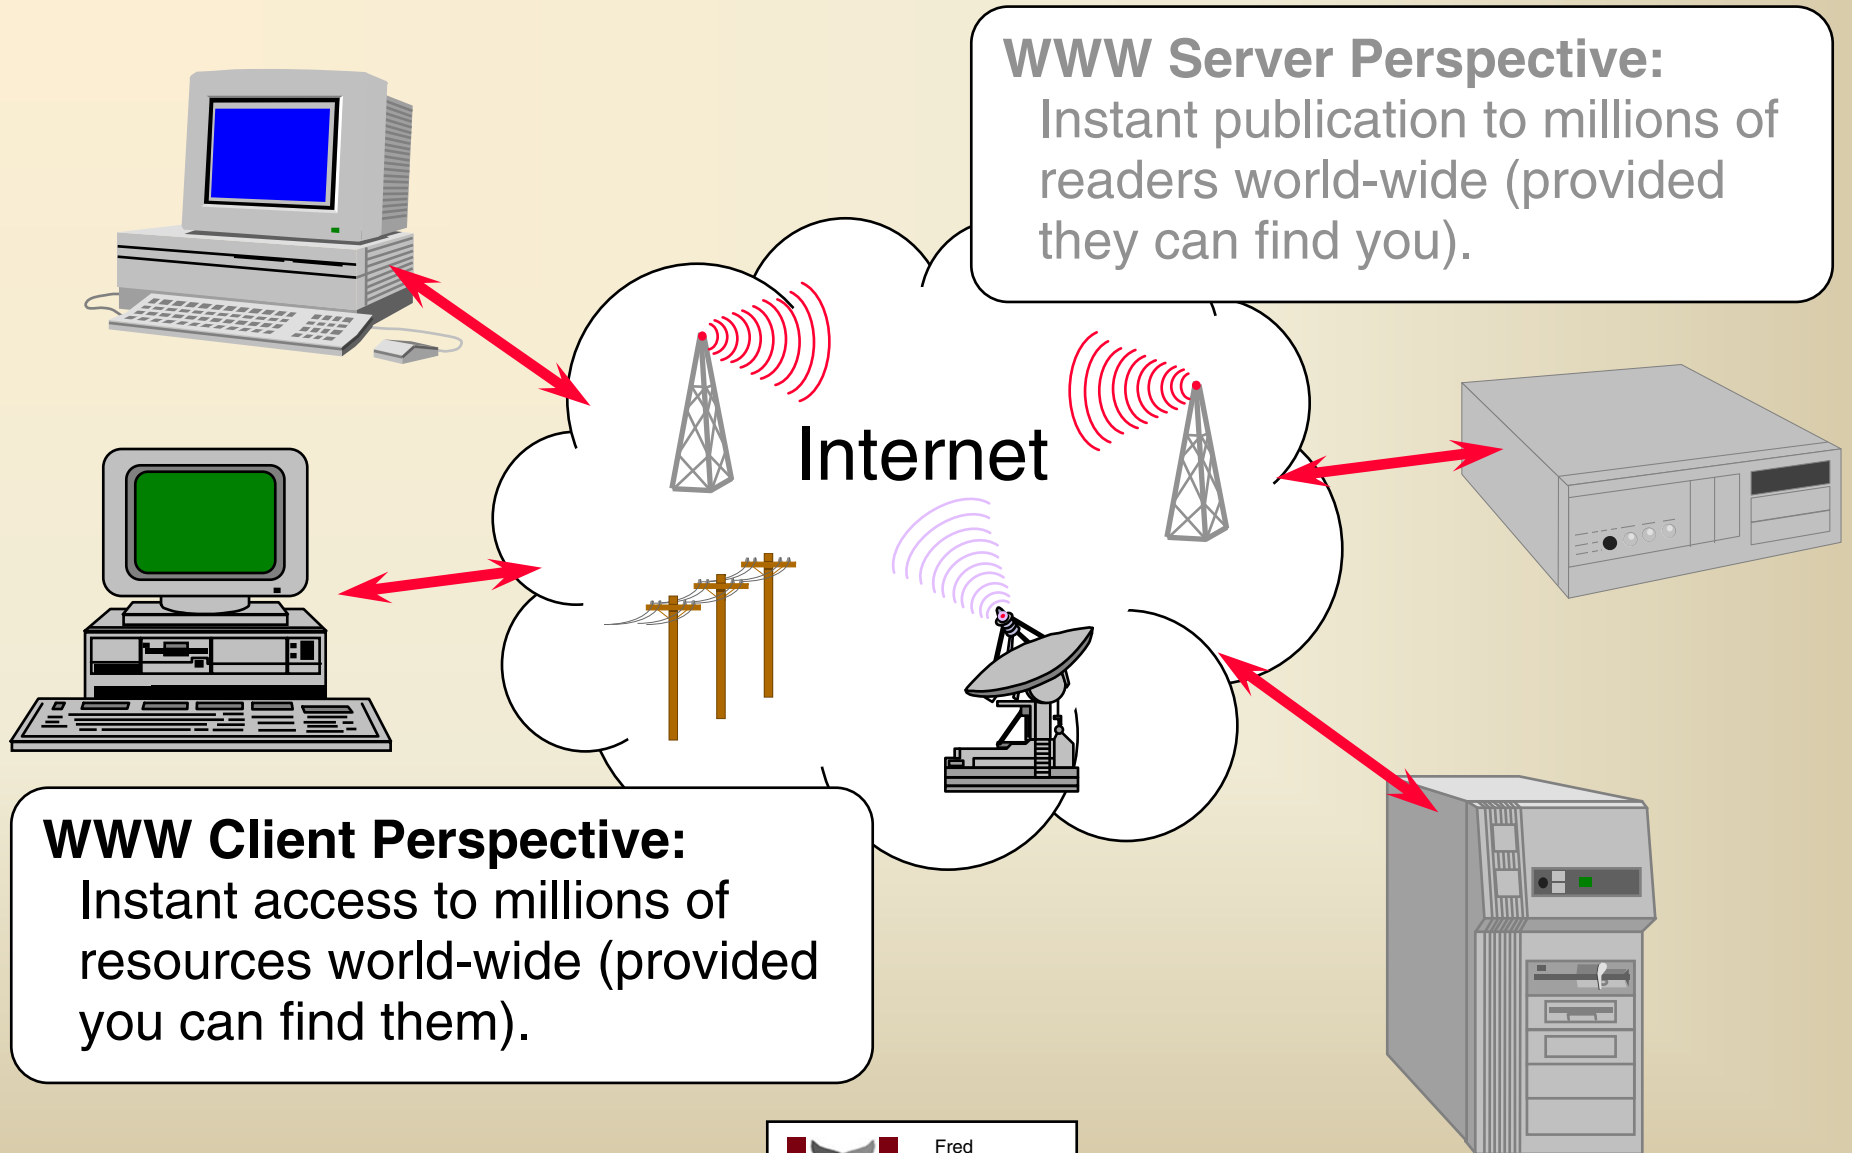 WWW Server Perspective:
Instant publication to millions of
readers world-wide (provided
they can find you).
Internet
WWW Client Perspective:
Instant access to millions of
resources world-wide (provided
you can find them).
Fred